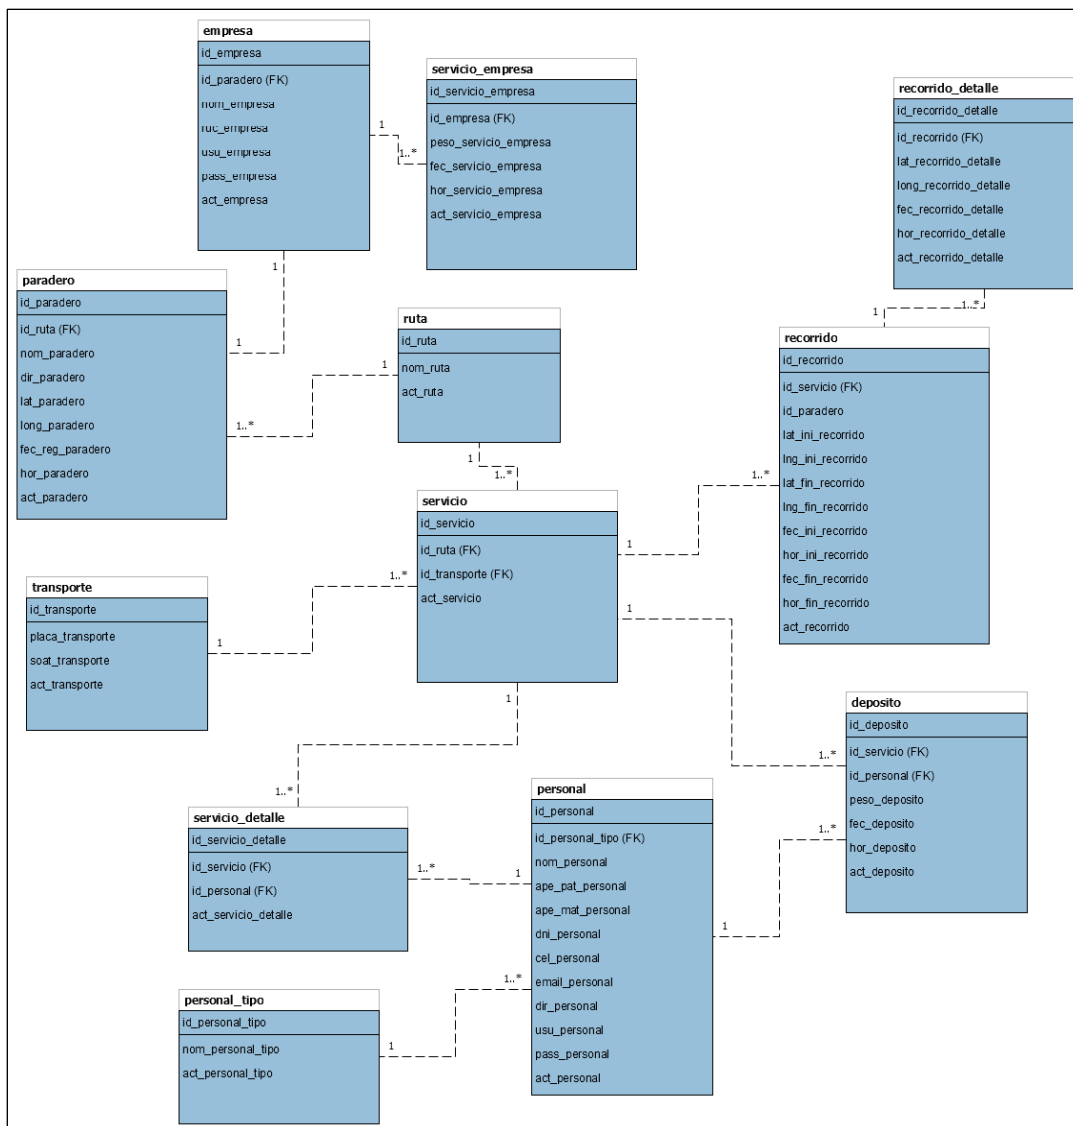 empresa
id_empresa
id_paradero (FK)
nom_empresa
ruc_empresa
usu_empresa
pass_empresa
act_empresa
1
1..*
servicio_empresa
id_servicio_empresa
id_empresa (FK)
peso_servicio_empresa
fec_servicio_empresa
hor_servicio_empresa
act_servicio_empresa
recorrido_detalle
id_recorrido_detalle
id_recorrido (FK)
lat_recorrido_detalle
long_recorrido_detalle
fec_recorrido_detalle
hor_recorrido_detalle
act_recorrido_detalle
1
1
paradero
id_paradero
id_ruta (FK)
nom_paradero
dir_paradero
lat_paradero
long_paradero
fec_reg_paradero
hor_paradero
act_paradero
1..*
1
ruta
id_ruta
nom_ruta
act_ruta
1
1..*
1
1..*
recorrido
id_recorrido
id_servicio (FK)
id_paradero
lat_ini_recorrido
lng_ini_recorrido
lat_fin_recorrido
lng_fin_recorrido
fec_ini_recorrido
hor_ini_recorrido
fec_fin_recorrido
hor_fin_recorrido
act_recorrido
1..*
1
servicio
id_servicio
id_ruta (FK)
id_transporte (FK)
act_servicio
1..*
1
transporte
id_transporte
placa_transporte
soat_transporte
act_transporte
1
1..*
1
1..*
deposito
id_deposito
id_servicio (FK)
id_personal (FK)
peso_deposito
fec_deposito
hor_deposito
act_deposito
1..*
1
servicio_detalle
id_servicio_detalle
id_servicio (FK)
id_personal (FK)
act_servicio_detalle
1..*
1
personal
id_personal
id_personal_tipo (FK)
nom_personal
ape_pat_personal
ape_mat_personal
dni_personal
cel_personal
email_personal
dir_personal
usu_personal
pass_personal
act_personal
1..*
1
personal_tipo
id_personal_tipo
nom_personal_tipo
act_personal_tipo